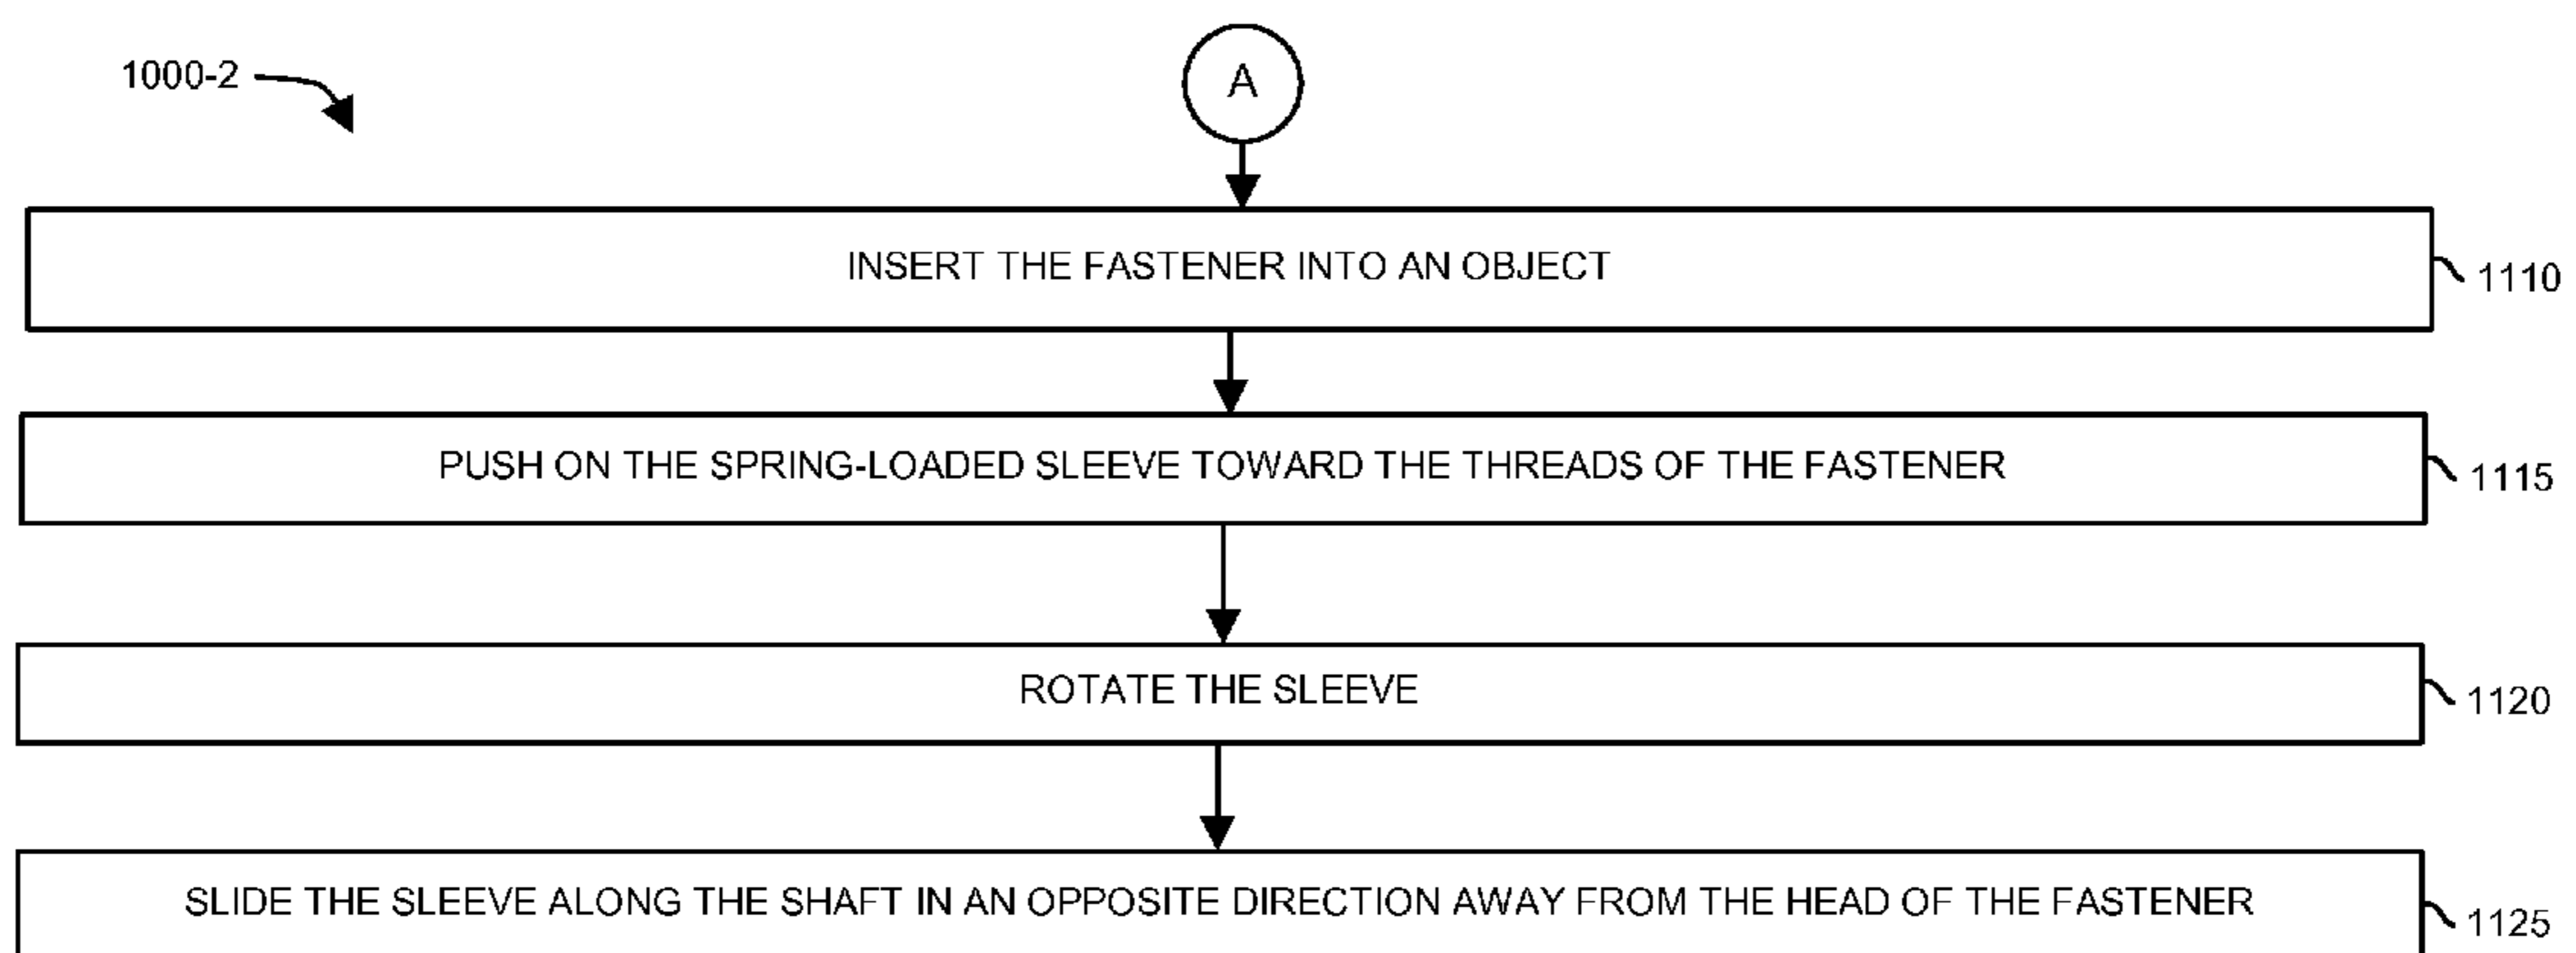 1000-2
A
INSERT THE FASTENER INTO AN OBJECT
1110
PUSH ON THE SPRING-LOADED SLEEVE TOWARD THE THREADS OF THE FASTENER
1115
ROTATE THE SLEEVE
1120
SLIDE THE SLEEVE ALONG THE SHAFT IN AN OPPOSITE DIRECTION AWAY FROM THE HEAD OF THE FASTENER
1125